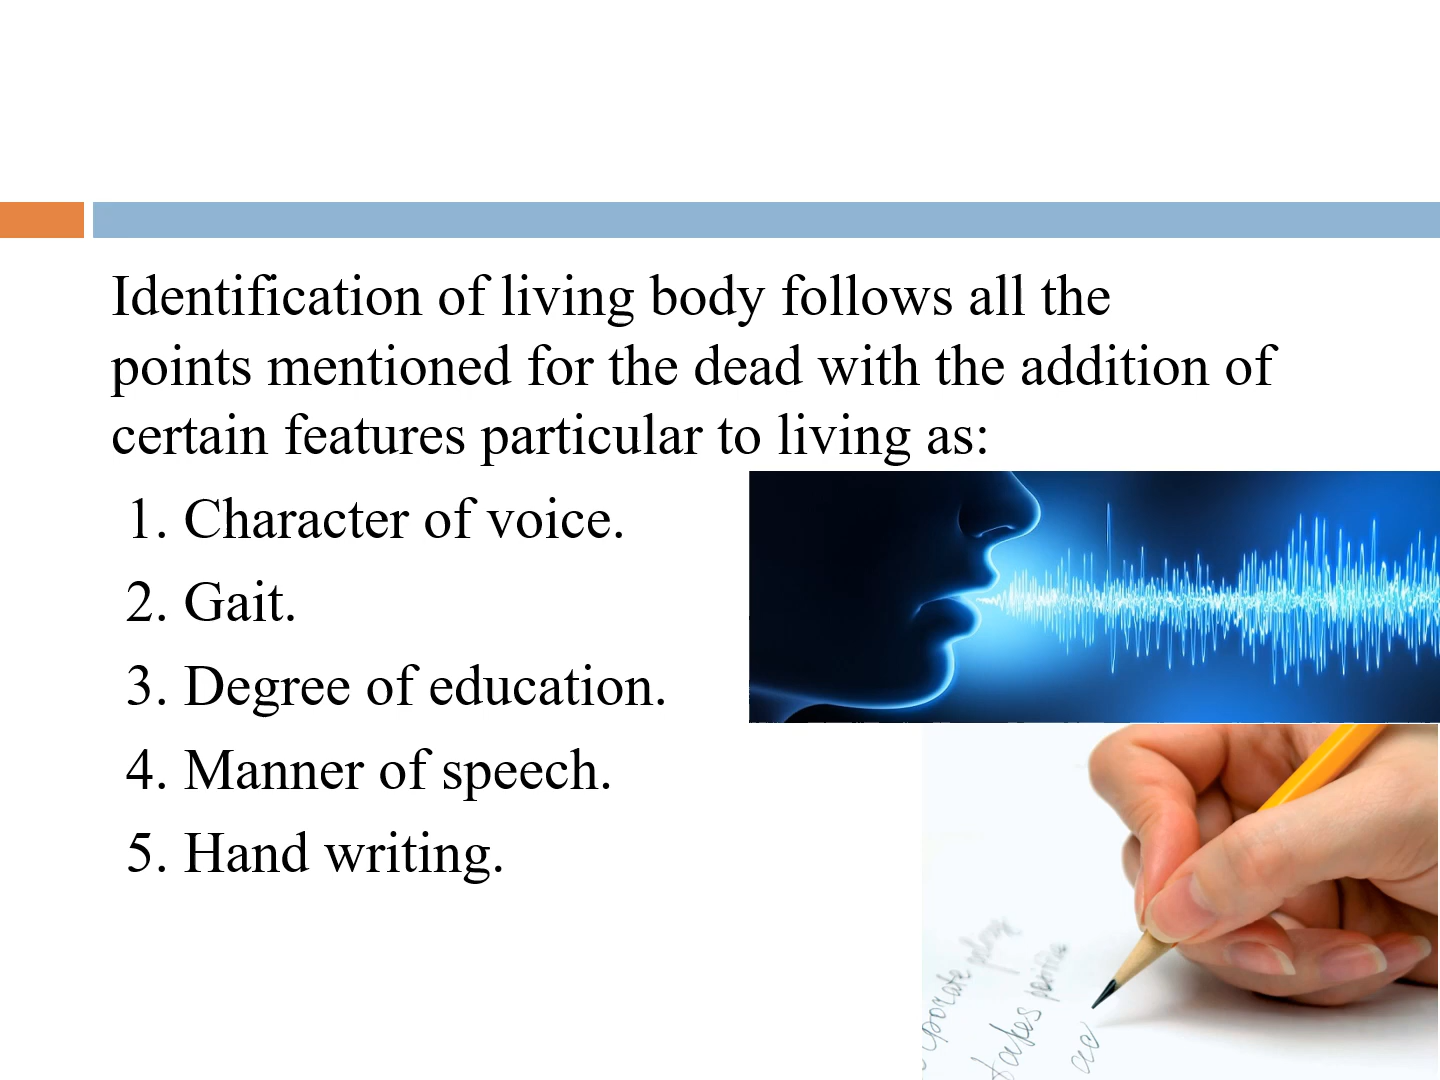 Identification of living body follows all the
points mentioned for the dead with the addition of
certain features particular to living as:
1. Character of voice.
2. Gait.
3. Degree of education.
4. Manner of speech.
5. Hand writing.
takes
ac